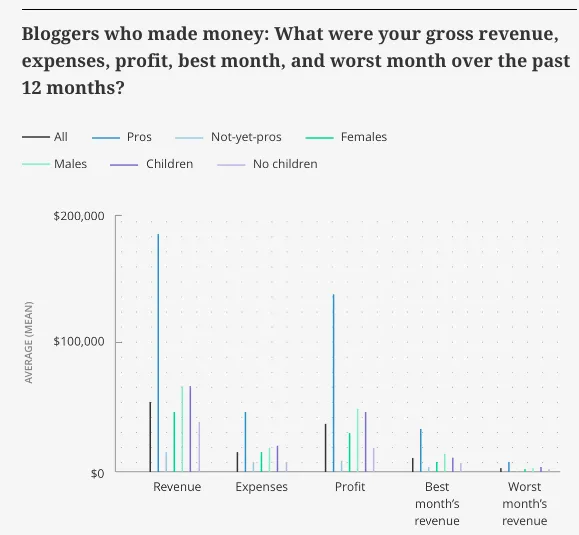 Bloggers who made money: What were your gross revenue,
expenses, profit, best month, and worst month over the past
12 months?
All Pros Not-yet-pros Females
Males Children No children
$200,000
AVERAGE (MEAN)
$100,000
$0
Revenue Expenses Profit Best Worst
month's month's
revenue revenue